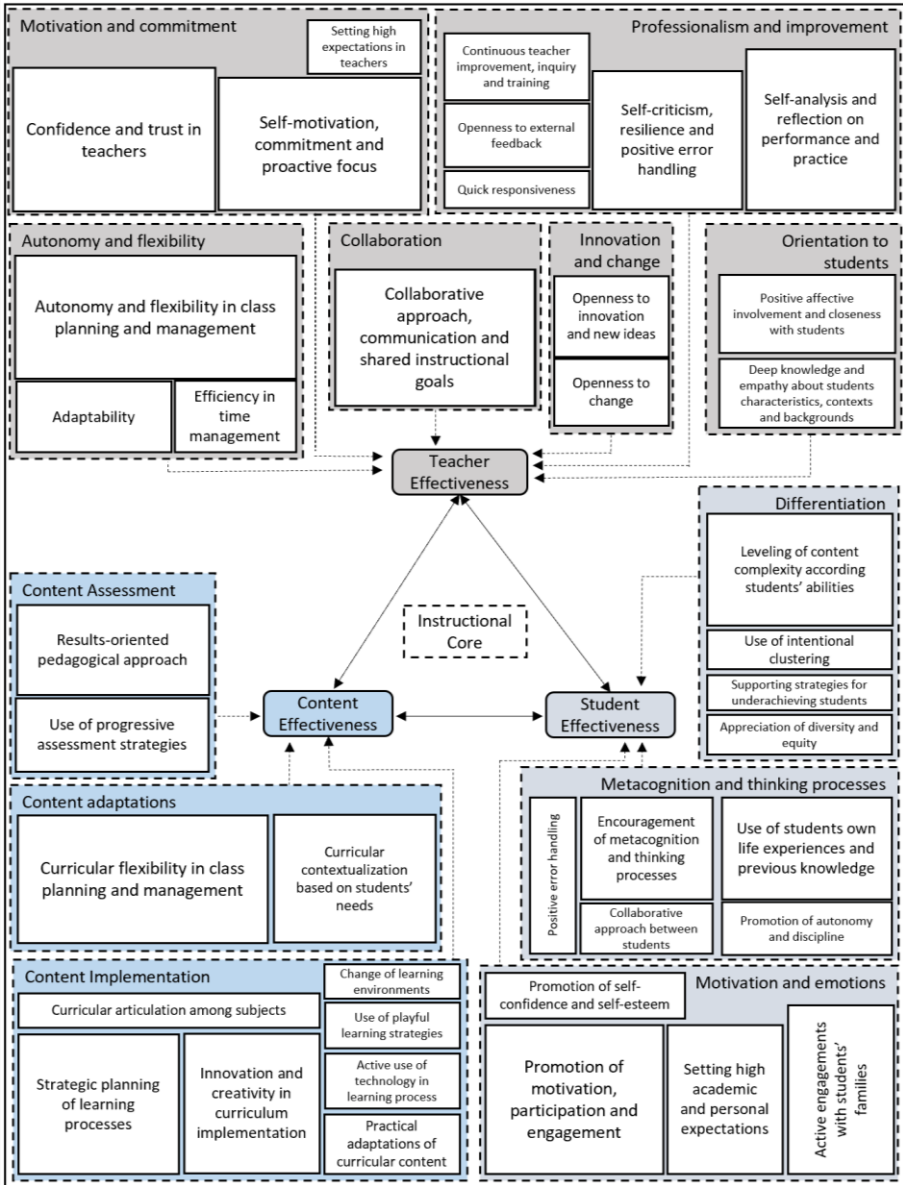 Motivation and commitment
Setting high
expectations in
teachers
Confidence and trust in
teachers
Self-motivation,
commitment and
proactive focus
Professionalism and improvement
Continuous teacher
improvement, inquiry
and training
Openness to external
feedback
Quick responsiveness
Self-criticism,
resilience and
positive error
handling
Self-analysis and
reflection on
performance and
practice
Autonomy and flexibility
Autonomy and flexibility in class
planning and management
Adaptability
Efficiency in
time
management
Collaboration
Collaborative
approach,
communication and
shared instructional
goals
Innovation
and change
Openness to
innovation
and new ideas
Openness to
change
Orientation to
students
Positive affective
involvement and closeness
with students
Deep knowledge and
empathy about students
characteristics, contexts
and backgrounds
Teacher
Effectiveness
Differentiation
Leveling of content
complexity according
students’ abilities
Use of intentional
clustering
Supporting strategies for
underachieving students
Appreciation of diversity and
equity
Content Assessment
Results-oriented
pedagogical approach
Use of progressive
assessment strategies
Instructional
Core
Content
Effectiveness
Student
Effectiveness
Content adaptations
Curricular flexibility in class
planning and management
Curricular
contextualization
based on students’
needs
Metacognition and thinking processes
Positive error handling
Encouragement
of metacognition
and thinking
processes
Collaborative
approach between
students
Use of students own
life experiences and
previous knowledge
Promotion of autonomy
and discipline
Content Implementation
Curricular articulation among subjects
Strategic planning
of learning
processes
Innovation and
creativity in
curriculum
implementation
Change of learning
environments
Use of playful
learning strategies
Active use of
technology in
learning process
Practical
adaptations of
curricular content
Motivation and emotions
Promotion of self-
confidence and self-esteem
Promotion of
motivation,
participation and
engagement
Setting high
academic
and personal
expectations
Active engagements
with students’
families